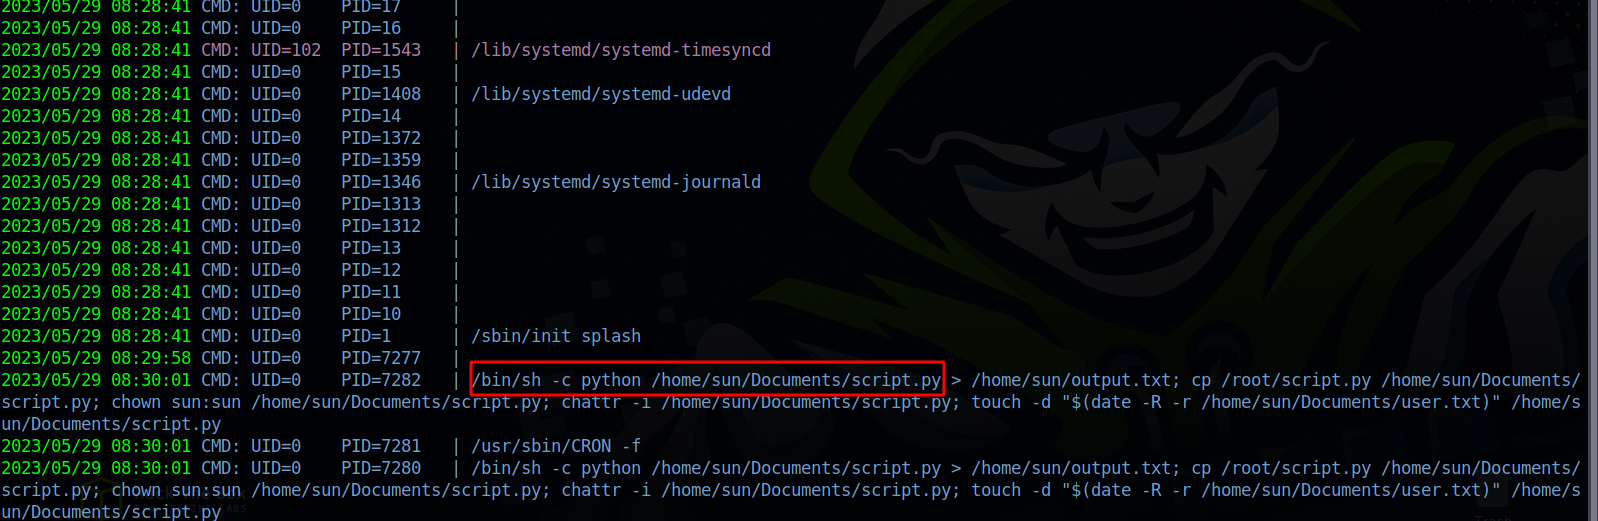 2023/05/29 08:28:41 CMD: UID=0    PID=17     |
2023/05/29 08:28:41 CMD: UID=0    PID=16     |
2023/05/29 08:28:41 CMD: UID=102  PID=1543   | /lib/systemd/systemd-timesyncd
2023/05/29 08:28:41 CMD: UID=0    PID=15     |
2023/05/29 08:28:41 CMD: UID=0    PID=1408   | /lib/systemd/systemd-udevd
2023/05/29 08:28:41 CMD: UID=0    PID=14     |
2023/05/29 08:28:41 CMD: UID=0    PID=1372   |
2023/05/29 08:28:41 CMD: UID=0    PID=1359   |
2023/05/29 08:28:41 CMD: UID=0    PID=1346   | /lib/systemd/systemd-journald
2023/05/29 08:28:41 CMD: UID=0    PID=1313   |
2023/05/29 08:28:41 CMD: UID=0    PID=1312   |
2023/05/29 08:28:41 CMD: UID=0    PID=13     |
2023/05/29 08:28:41 CMD: UID=0    PID=12     |
2023/05/29 08:28:41 CMD: UID=0    PID=11     |
2023/05/29 08:28:41 CMD: UID=0    PID=10     |
2023/05/29 08:28:41 CMD: UID=0    PID=1      | /sbin/init splash
2023/05/29 08:29:58 CMD: UID=0    PID=7277   |
2023/05/29 08:30:01 CMD: UID=0    PID=7282   | /bin/sh -c python /home/sun/Documents/script.py > /home/sun/output.txt; cp /root/script.py /home/sun/Documents/
script.py; chown sun:sun /home/sun/Documents/script.py; chattr -i /home/sun/Documents/script.py; touch -d "$(date -R -r /home/sun/Documents/user.txt)" /home/s
un/Documents/script.py
2023/05/29 08:30:01 CMD: UID=0    PID=7281   | /usr/sbin/CRON -f
2023/05/29 08:30:01 CMD: UID=0    PID=7280   | /bin/sh -c python /home/sun/Documents/script.py > /home/sun/output.txt; cp /root/script.py /home/sun/Documents/
script.py; chown sun:sun /home/sun/Documents/script.py; chattr -i /home/sun/Documents/script.py; touch -d "$(date -R -r /home/sun/Documents/user.txt)" /home/s
un/Documents/script.py